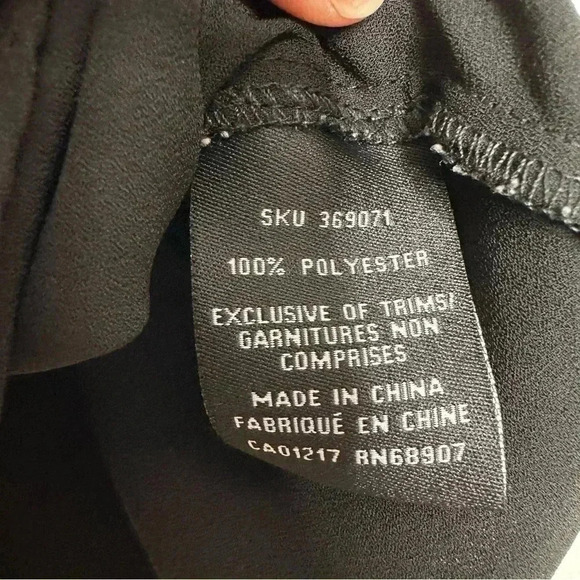 SKU 369071
100% POLYESTER
EXCLUSIVE OF TRIMS/
GARNITURES NON
COMPRISES
MADE IN CHINA
FABRIQUÉ EN CHINE
CA01217 RN68907